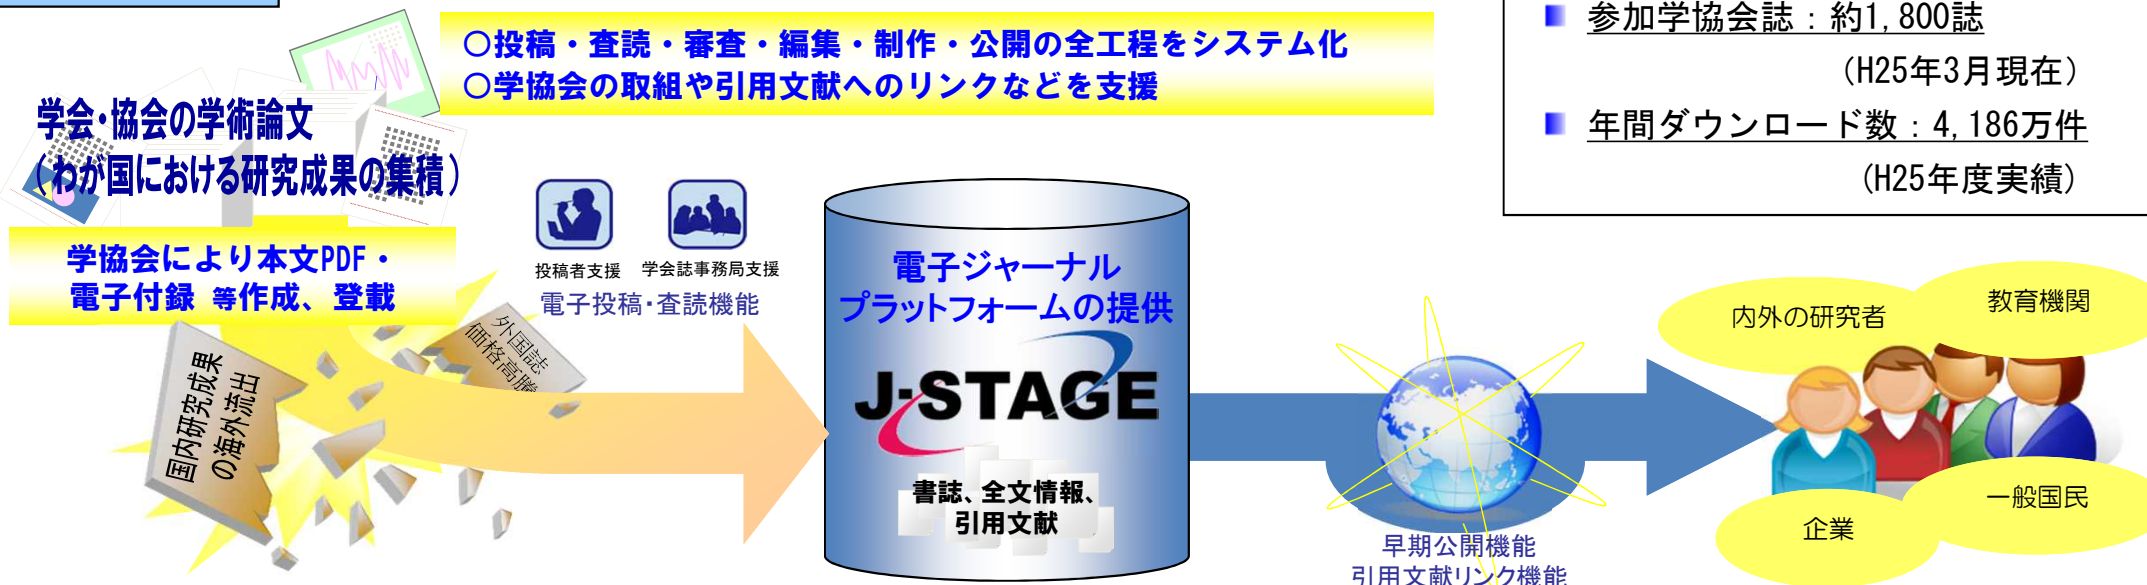 ○投稿・査読・審査・編集・制作・公開の全工程をシステム化
○学協会の取組や引用文献へのリンクなどを支援
参加学協会誌：約1,800誌
（H25年3月現在）
年間ダウンロード数：4,186万件
（H25年度実績）
学会・協会の学術論文
（わが国における研究成果の集積）
学協会により本文PDF・
電子付録 等作成、登載
投稿者支援
学会誌事務局支援
電子投稿・査読機能
外国誌
価格高騰
国内研究成果
の海外流出
電子ジャーナル
プラットフォームの提供
J-STAGE
書誌、全文情報、
引用文献
早期公開機能
引用文献リンク機能
内外の研究者
教育機関
企業
一般国民